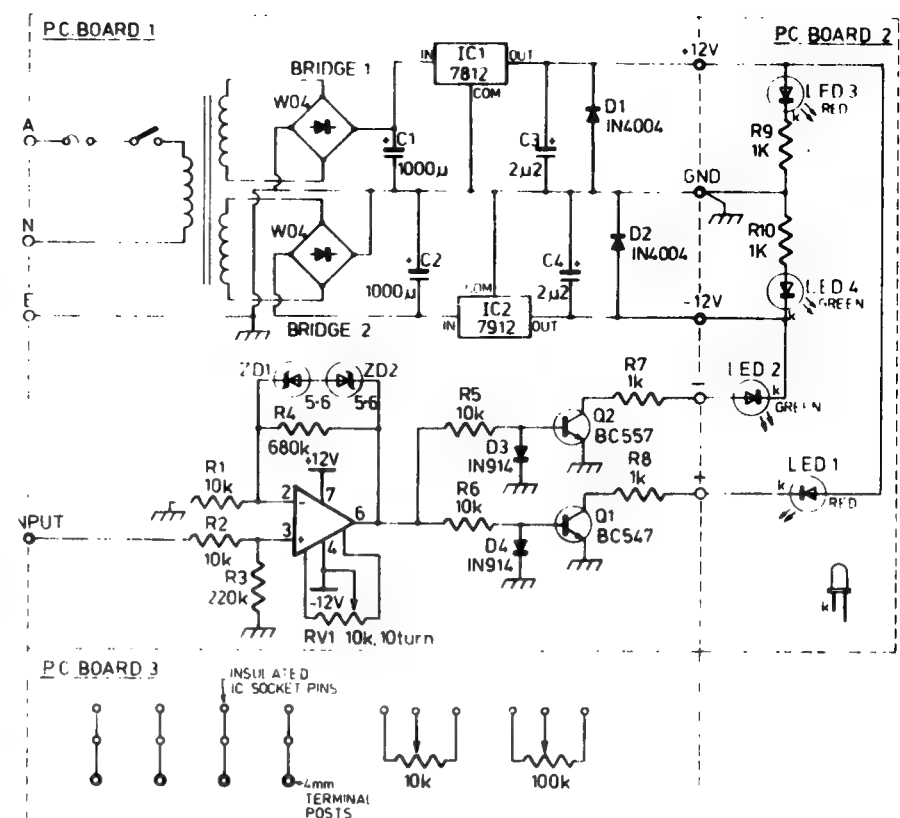 P.C. BOARD 1
PC BOARD 2
BRIDGE 1
W04
IN
IC1
7812
OUT
COM
+12V
LED 3
RED
k
A
C1
1000µ
C3
2µ2
D1
IN4004
R9
1K
GND
N
W04
C2
1000µ
C4
2µ2
D2
IN4004
R10
1K
LED 4
GREEN
k
E
BRIDGE 2
COM
IN
IC2
7912
OUT
-12V
ZD1
ZD2
5·6
5·6
R4
680k
R5
10k
R7
1k
−
LED 2
k
GREEN
Q2
BC557
D3
IN914
R1
10k
+12V
2
7
-
6
R6
10k
R8
1k
+
LED 1
k
RED
INPUT
R2
10k
3
+
4
Q1
BC547
D4
IN914
R3
220k
-12V
RV1 10k, 10turn
k
P.C BOARD 3
INSULATED
IC SOCKET PINS
10k
100k
4mm
TERMINAL
POSTS